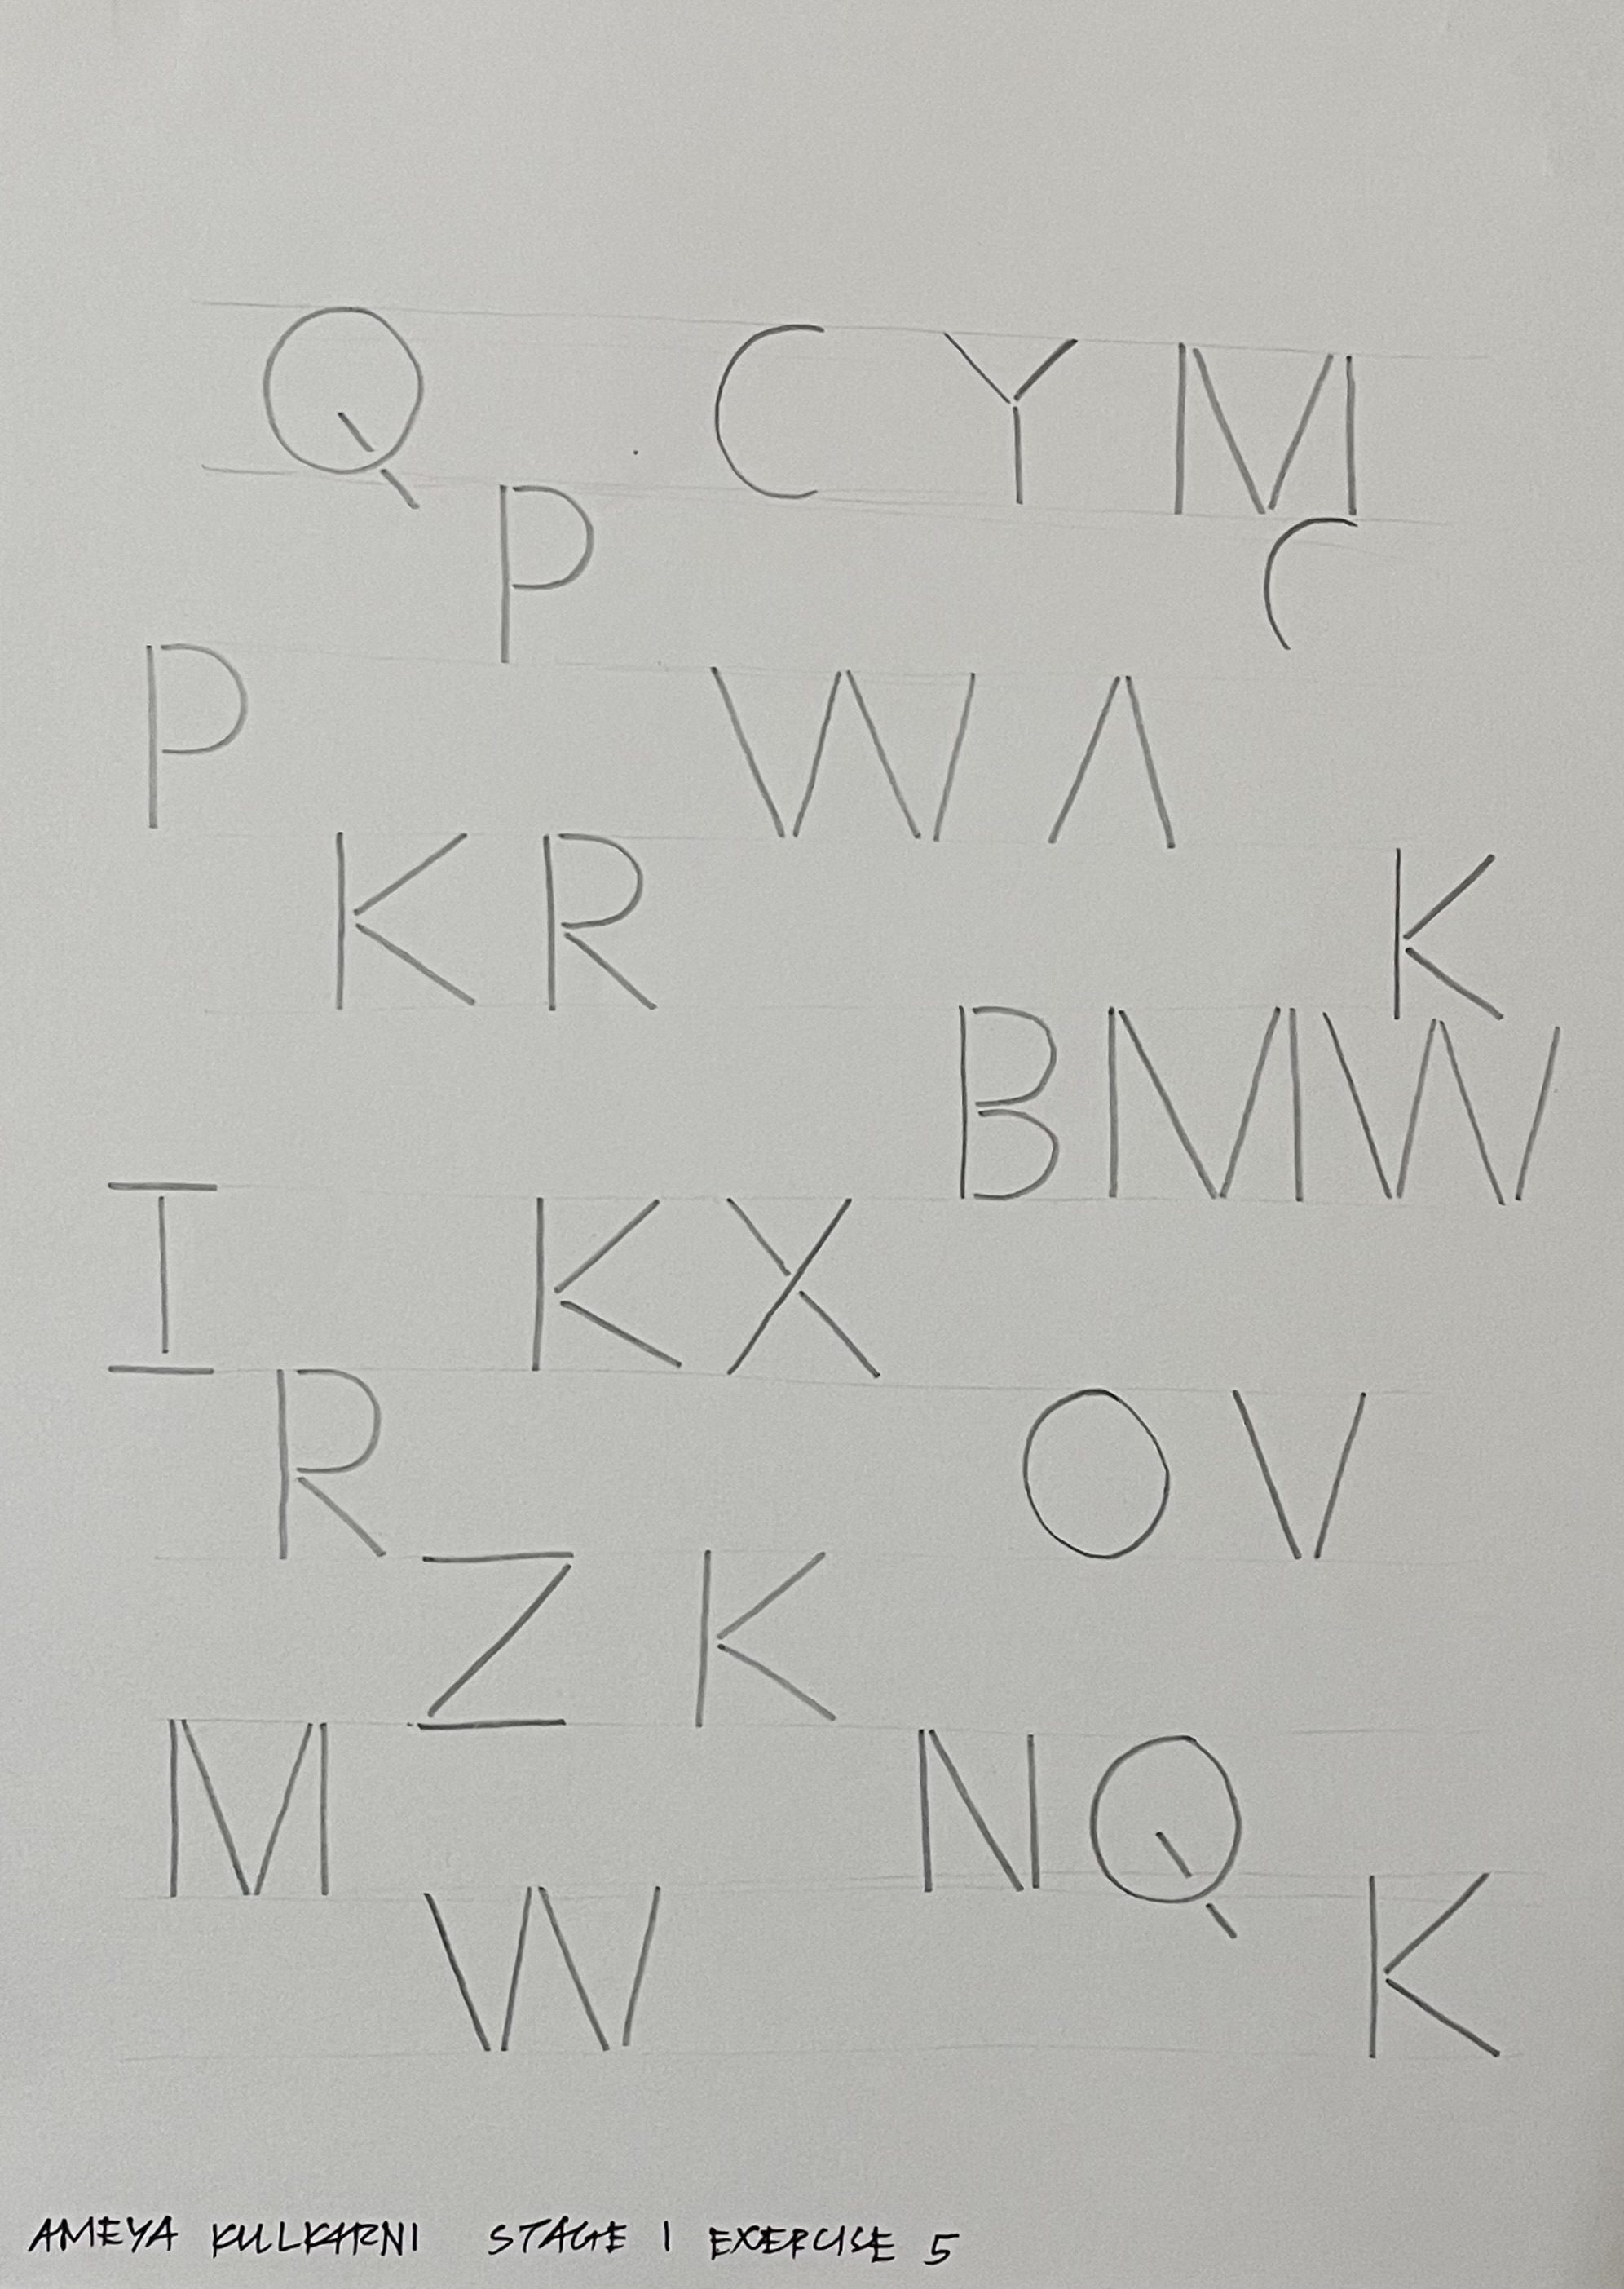 Q C Y M
P C
P W Λ
K R K
B M W
I K X
R O V
Z K
M N Q
W K
AMEYA KULKARNI STAGE 1 EXERCISE 5